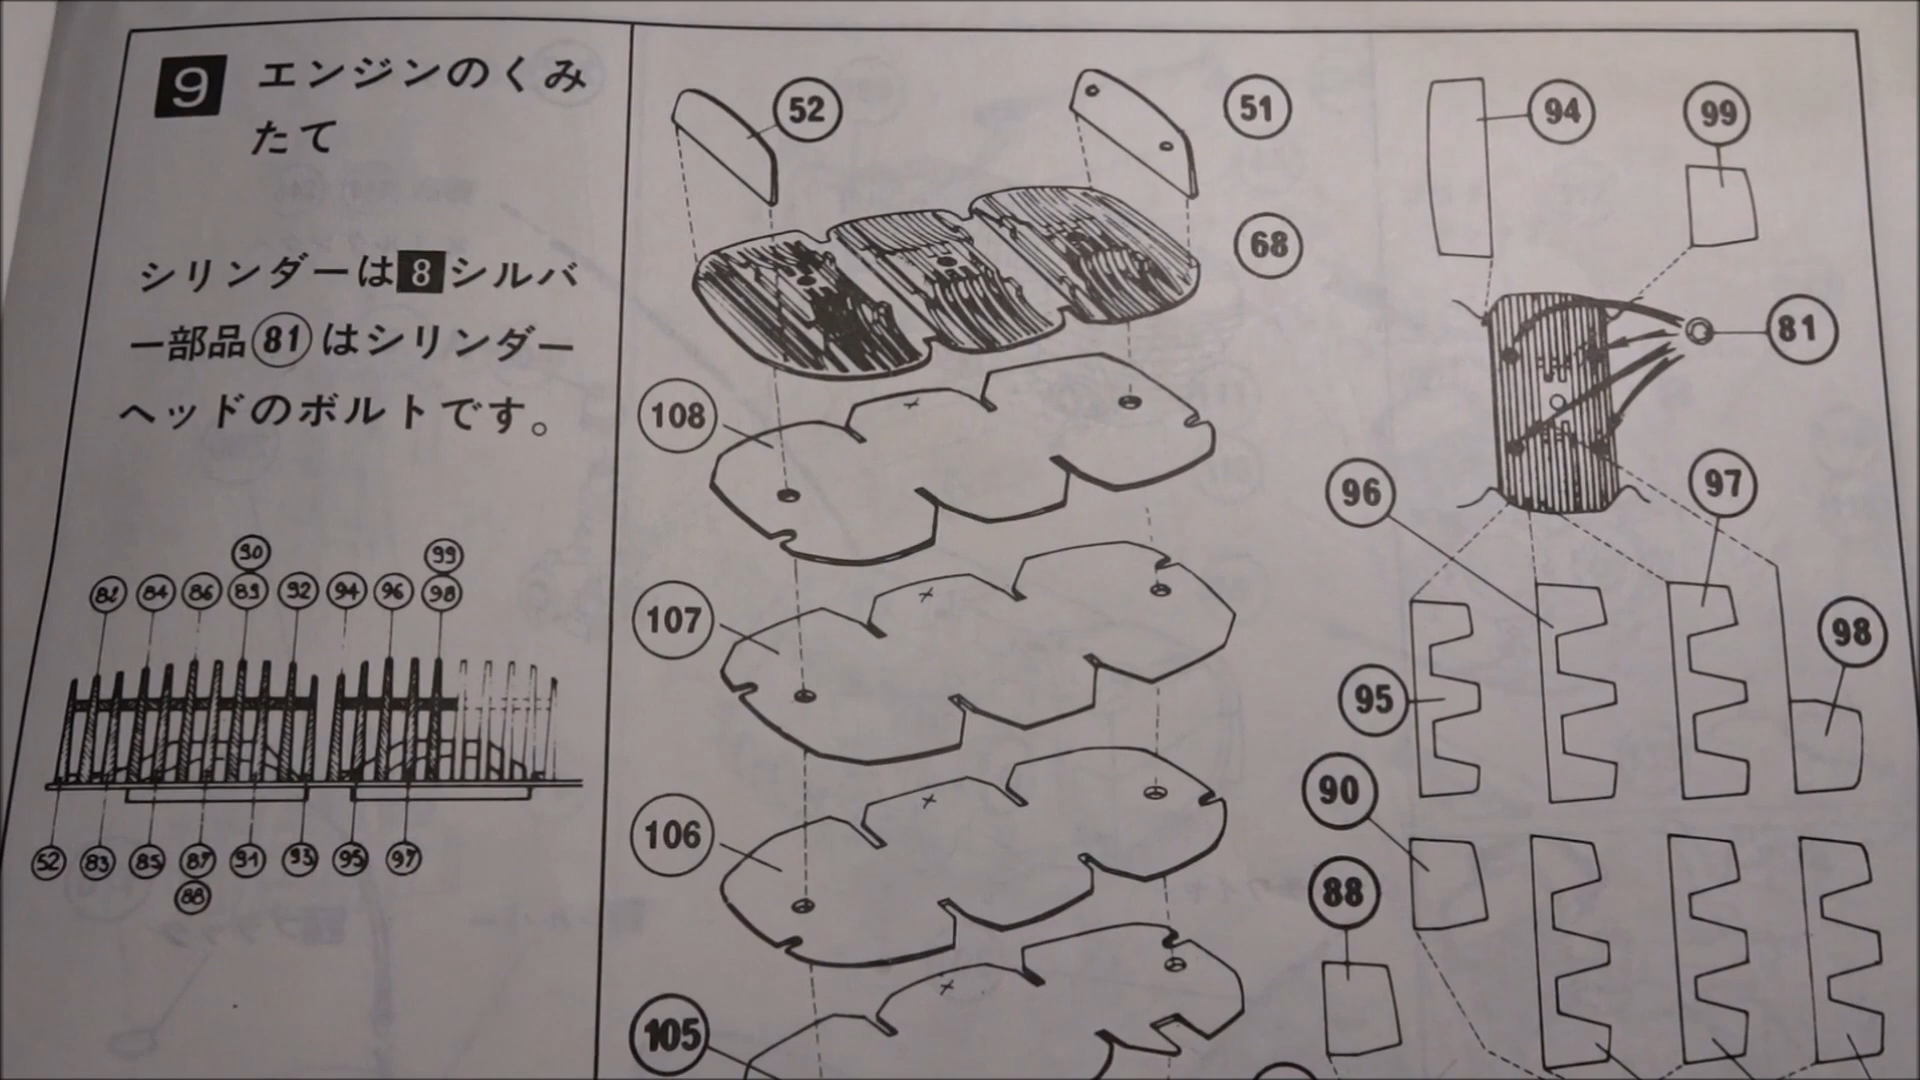 9 エンジンのくみ
たて
シリンダーは8シルバ
ー部品81はシリンダー
ヘッドのボルトです。
90 99
82 84 86 89 92 94 96 98
52 83 85 87 91 93 95 97
88
52
51
68
108
107
106
105
94
99
81
96
97
95
98
90
88